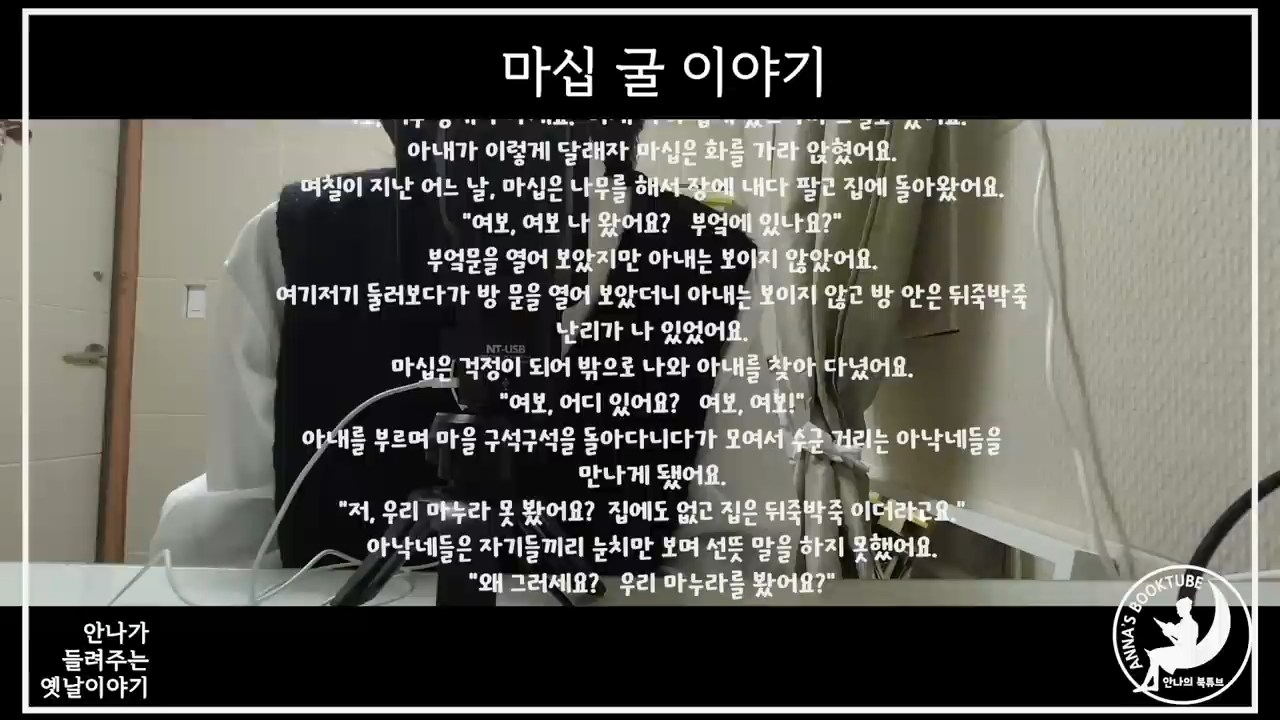 마십 굴 이야기
아내가 이렇게 달래자 마십은 화를 가라 앉혔어요.
며칠이 지난 어느 날, 마십은 나무를 해서 장에 내다 팔고 집에 돌아왔어요.
"여보, 여보 나 왔어요? 부엌에 있나요?"
부엌문을 열어 보았지만 아내는 보이지 않았어요.
여기저기 둘러보다가 방 문을 열어 보았더니 아내는 보이지 않고 방 안은 뒤죽박죽
난리가 나 있었어요.
NT-USB
마십은 걱정이 되어 밖으로 나와 아내를 찾아 다녔어요.
"여보, 어디 있어요? 여보, 여보!"
아내를 부르며 마을 구석구석을 돌아다니다가 모여서 수군 거리는 아낙네들을
만나게 됐어요.
"저, 우리 마누라 못 봤어요? 집에도 없고 집은 뒤죽박죽 이더라고요."
아낙네들은 자기들끼리 눈치만 보며 선뜻 말을 하지 못했어요.
"왜 그러세요? 우리 마누라를 봤어요?"
안나가
들려주는
옛날이야기
ANNA'S BOOKTUBE
안나의 북튜브